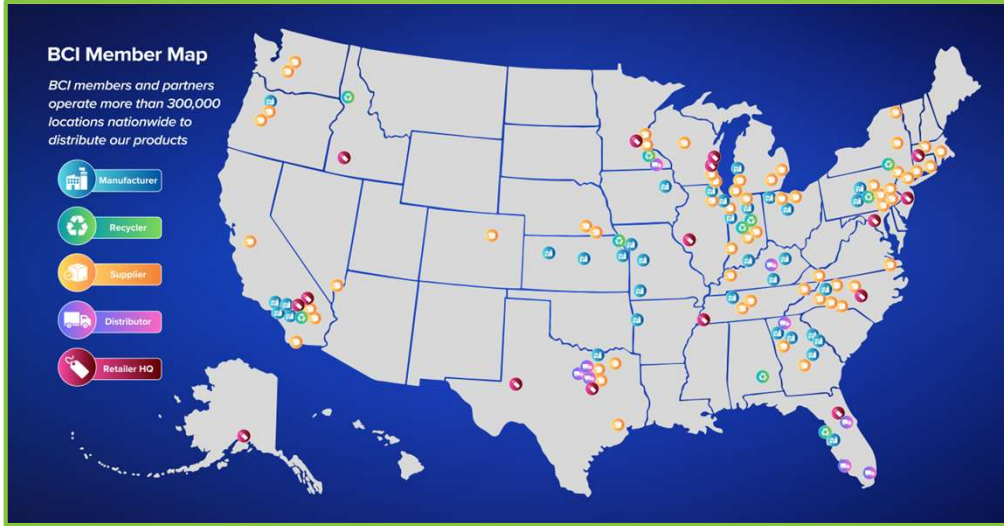 BCI Member Map
BCI members and partners
operate more than 300,000
locations nationwide to
distribute our products
Manufacturer
Recycler
Supplier
Distributor
Retailer HQ